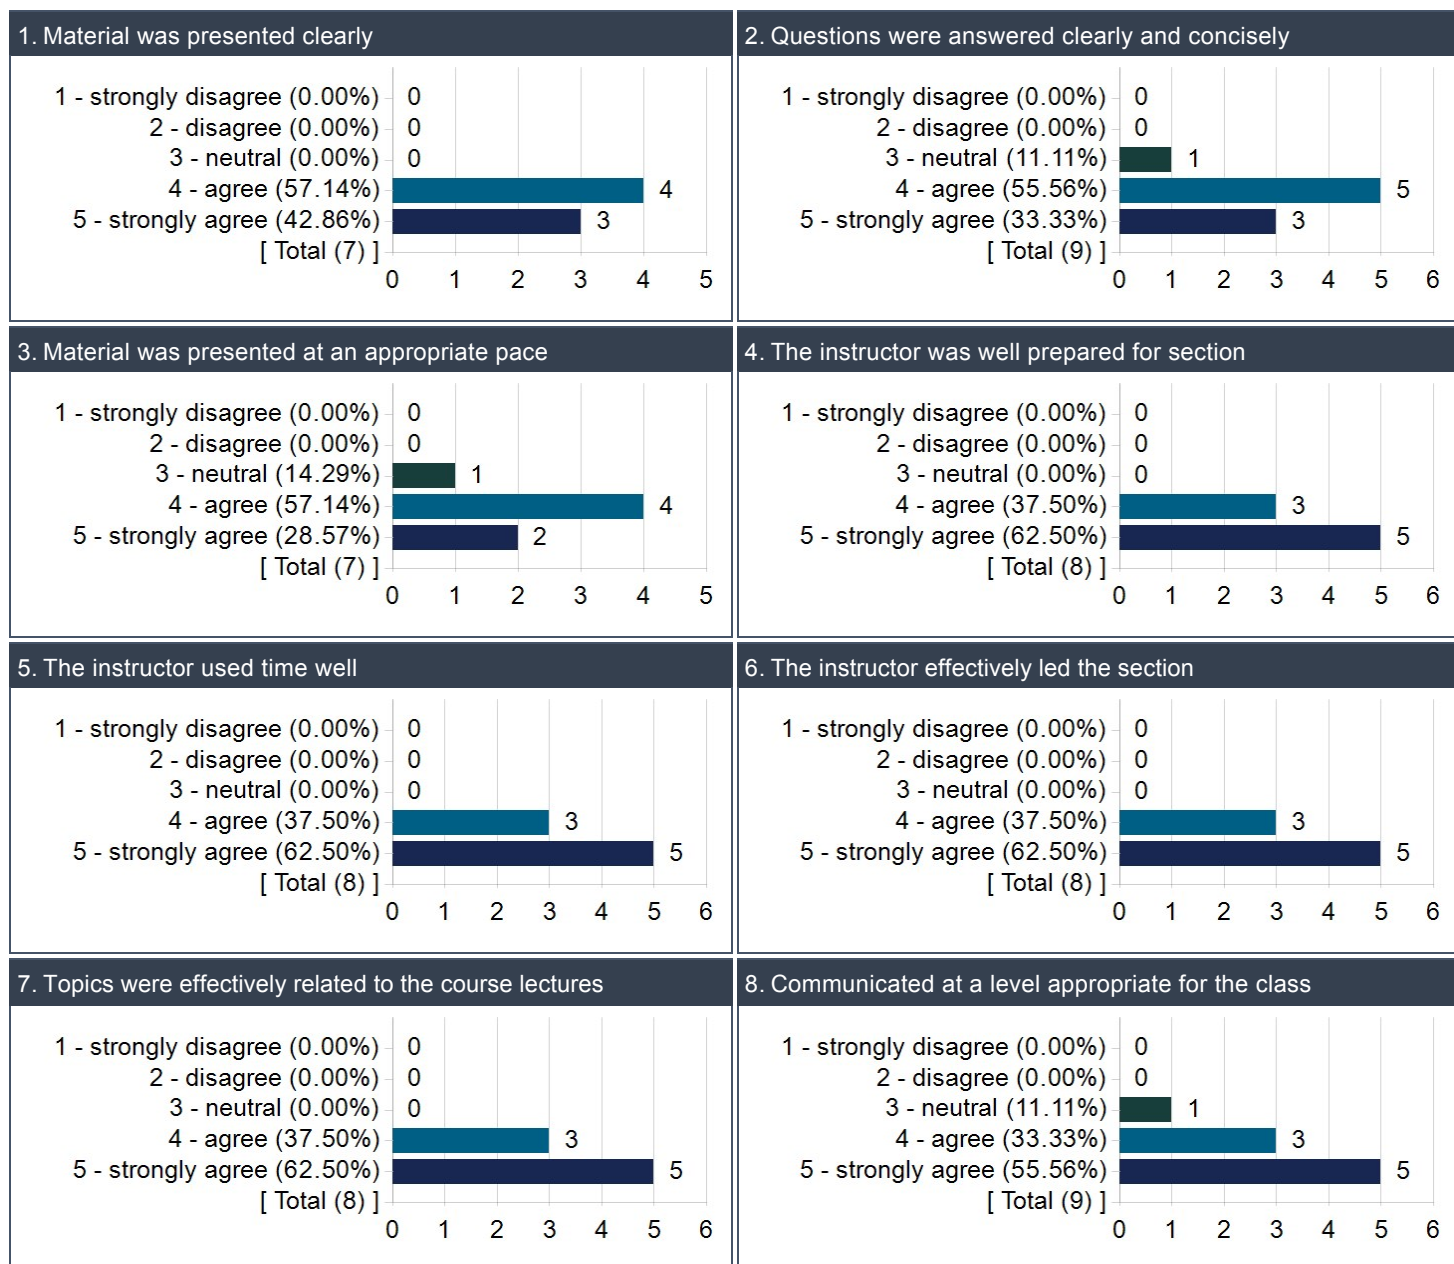 1. Material was presented clearly
1 - strongly disagree (0.00%) 0
2 - disagree (0.00%) 0
3 - neutral (0.00%) 0
4 - agree (57.14%) 4
5 - strongly agree (42.86%) 3
[ Total (7) ]
0 1 2 3 4 5
2. Questions were answered clearly and concisely
1 - strongly disagree (0.00%) 0
2 - disagree (0.00%) 0
3 - neutral (11.11%) 1
4 - agree (55.56%) 5
5 - strongly agree (33.33%) 3
[ Total (9) ]
0 1 2 3 4 5 6
3. Material was presented at an appropriate pace
1 - strongly disagree (0.00%) 0
2 - disagree (0.00%) 0
3 - neutral (14.29%) 1
4 - agree (57.14%) 4
5 - strongly agree (28.57%) 2
[ Total (7) ]
0 1 2 3 4 5
4. The instructor was well prepared for section
1 - strongly disagree (0.00%) 0
2 - disagree (0.00%) 0
3 - neutral (0.00%) 0
4 - agree (37.50%) 3
5 - strongly agree (62.50%) 5
[ Total (8) ]
0 1 2 3 4 5 6
5. The instructor used time well
1 - strongly disagree (0.00%) 0
2 - disagree (0.00%) 0
3 - neutral (0.00%) 0
4 - agree (37.50%) 3
5 - strongly agree (62.50%) 5
[ Total (8) ]
0 1 2 3 4 5 6
6. The instructor effectively led the section
1 - strongly disagree (0.00%) 0
2 - disagree (0.00%) 0
3 - neutral (0.00%) 0
4 - agree (37.50%) 3
5 - strongly agree (62.50%) 5
[ Total (8) ]
0 1 2 3 4 5 6
7. Topics were effectively related to the course lectures
1 - strongly disagree (0.00%) 0
2 - disagree (0.00%) 0
3 - neutral (0.00%) 0
4 - agree (37.50%) 3
5 - strongly agree (62.50%) 5
[ Total (8) ]
0 1 2 3 4 5 6
8. Communicated at a level appropriate for the class
1 - strongly disagree (0.00%) 0
2 - disagree (0.00%) 0
3 - neutral (11.11%) 1
4 - agree (33.33%) 3
5 - strongly agree (55.56%) 5
[ Total (9) ]
0 1 2 3 4 5 6